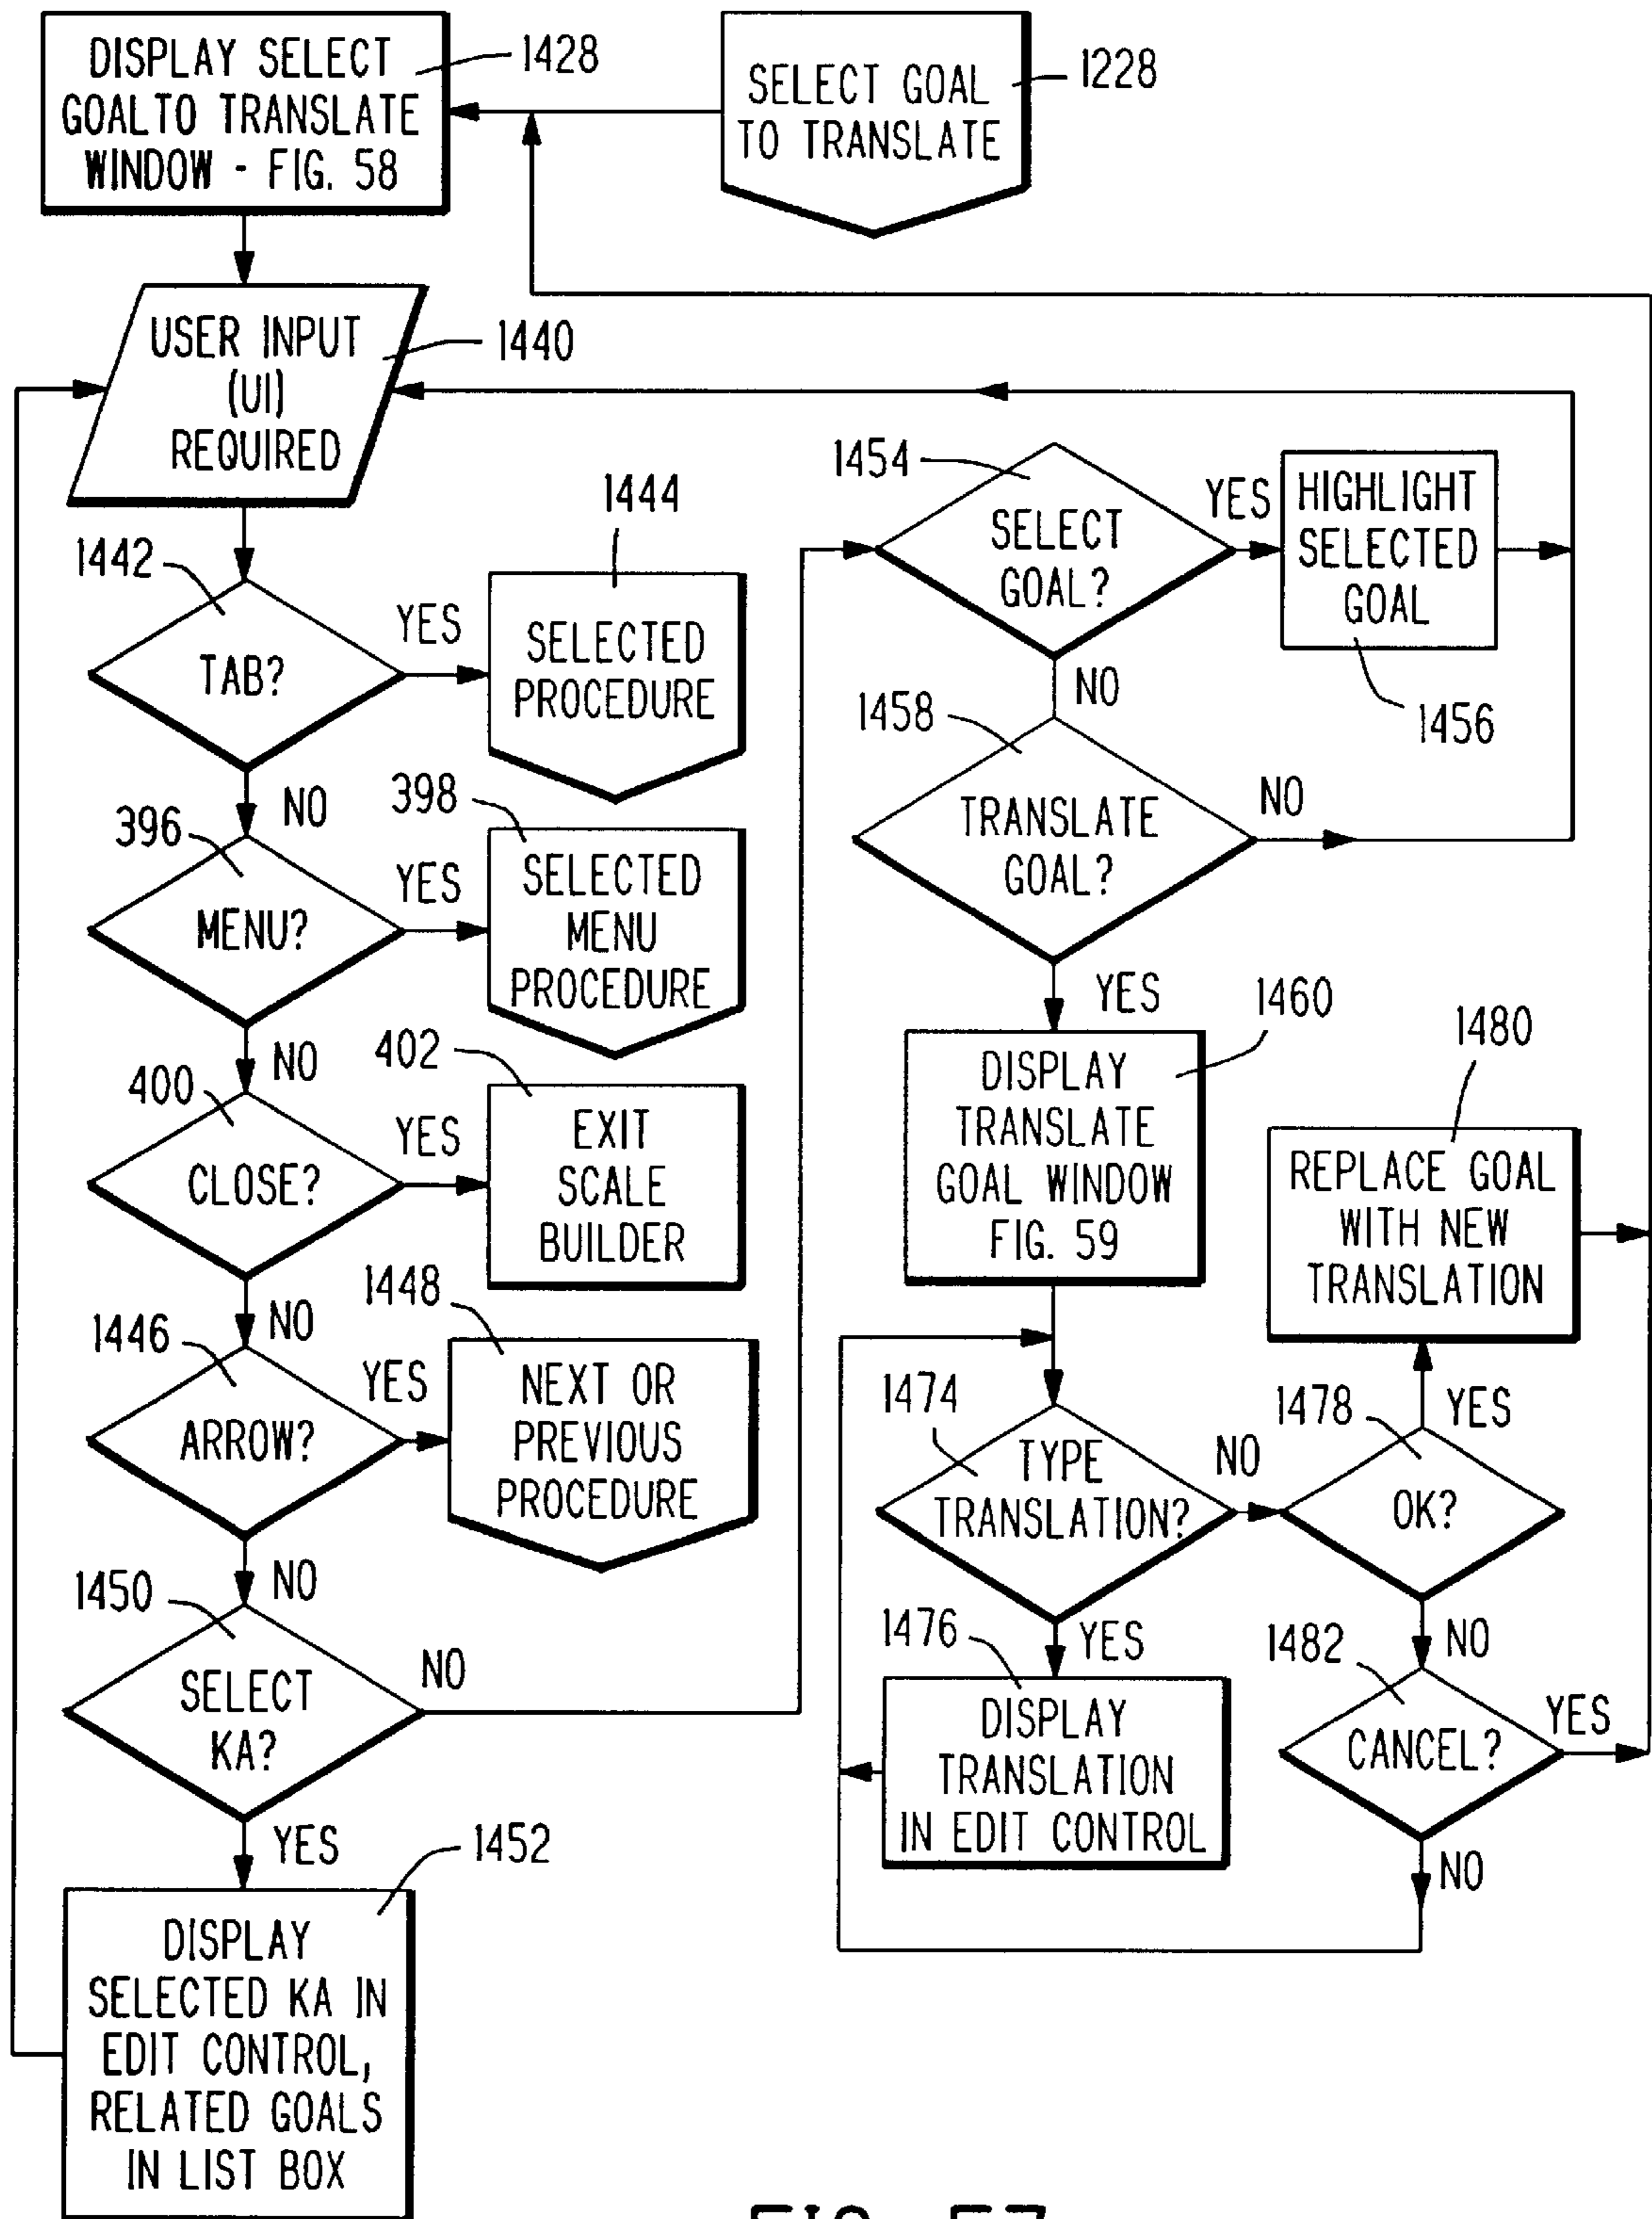 DISPLAY SELECT
GOALTO TRANSLATE
WINDOW - FIG. 58
1428
SELECT GOAL
TO TRANSLATE
1228
USER INPUT
(UI)
REQUIRED
1440
1442
TAB?
YES
1444
SELECTED
PROCEDURE
NO
396
MENU?
YES
398
SELECTED
MENU
PROCEDURE
NO
400
CLOSE?
YES
402
EXIT
SCALE
BUILDER
NO
1446
ARROW?
YES
1448
NEXT OR
PREVIOUS
PROCEDURE
NO
1450
SELECT
KA?
NO
YES
1452
DISPLAY
SELECTED KA IN
EDIT CONTROL,
RELATED GOALS
IN LIST BOX
1454
SELECT
GOAL?
YES
HIGHLIGHT
SELECTED
GOAL
1456
NO
1458
TRANSLATE
GOAL?
NO
YES
1460
DISPLAY
TRANSLATE
GOAL WINDOW
FIG. 59
1480
REPLACE GOAL
WITH NEW
TRANSLATION
1474
TYPE
TRANSLATION?
NO
1478
YES
OK?
YES
1476
DISPLAY
TRANSLATION
IN EDIT CONTROL
NO
1482
CANCEL?
YES
NO